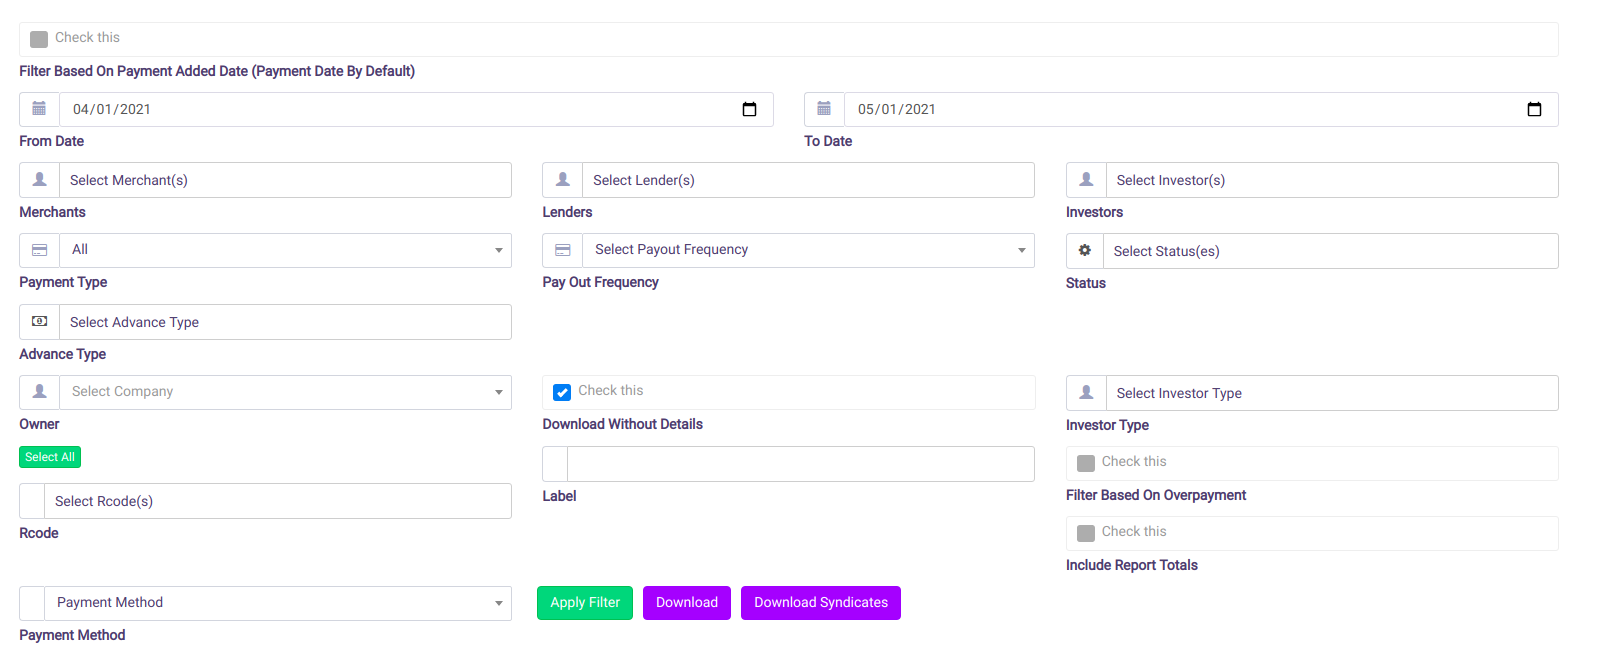 Check this
Filter Based On Payment Added Date (Payment Date By Default)
04/01/2021
05/01/2021
From Date
To Date
Select Merchant(s)
Select Lender(s)
Select Investor(s)
Merchants
Lenders
Investors
All
Select Payout Frequency
Select Status(es)
Payment Type
Pay Out Frequency
Status
Select Advance Type
Advance Type
Select Company
Check this
Select Investor Type
Owner
Download Without Details
Investor Type
Select All
Check this
Select Rcode(s)
Label
Filter Based On Overpayment
Rcode
Check this
Include Report Totals
Payment Method
Apply Filter
Download
Download Syndicates
Payment Method